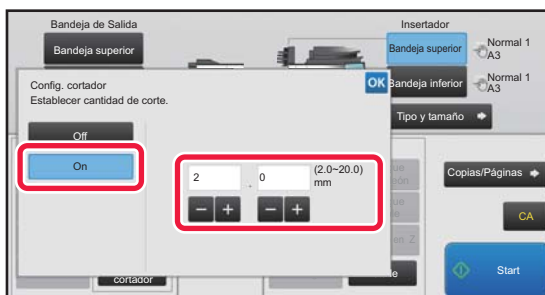 Bandeja de Salida
Insertador
Bandeja superior
Bandeja superior
Normal 1
A3
Config. cortador
OK
Bandeja inferior
Normal 1
A3
Establecer cantidad de corte.
Tipo y tamaño
Off
On
2 . 0 (2.0~20.0)
mm
Copias/Páginas
CA
Start
cortador